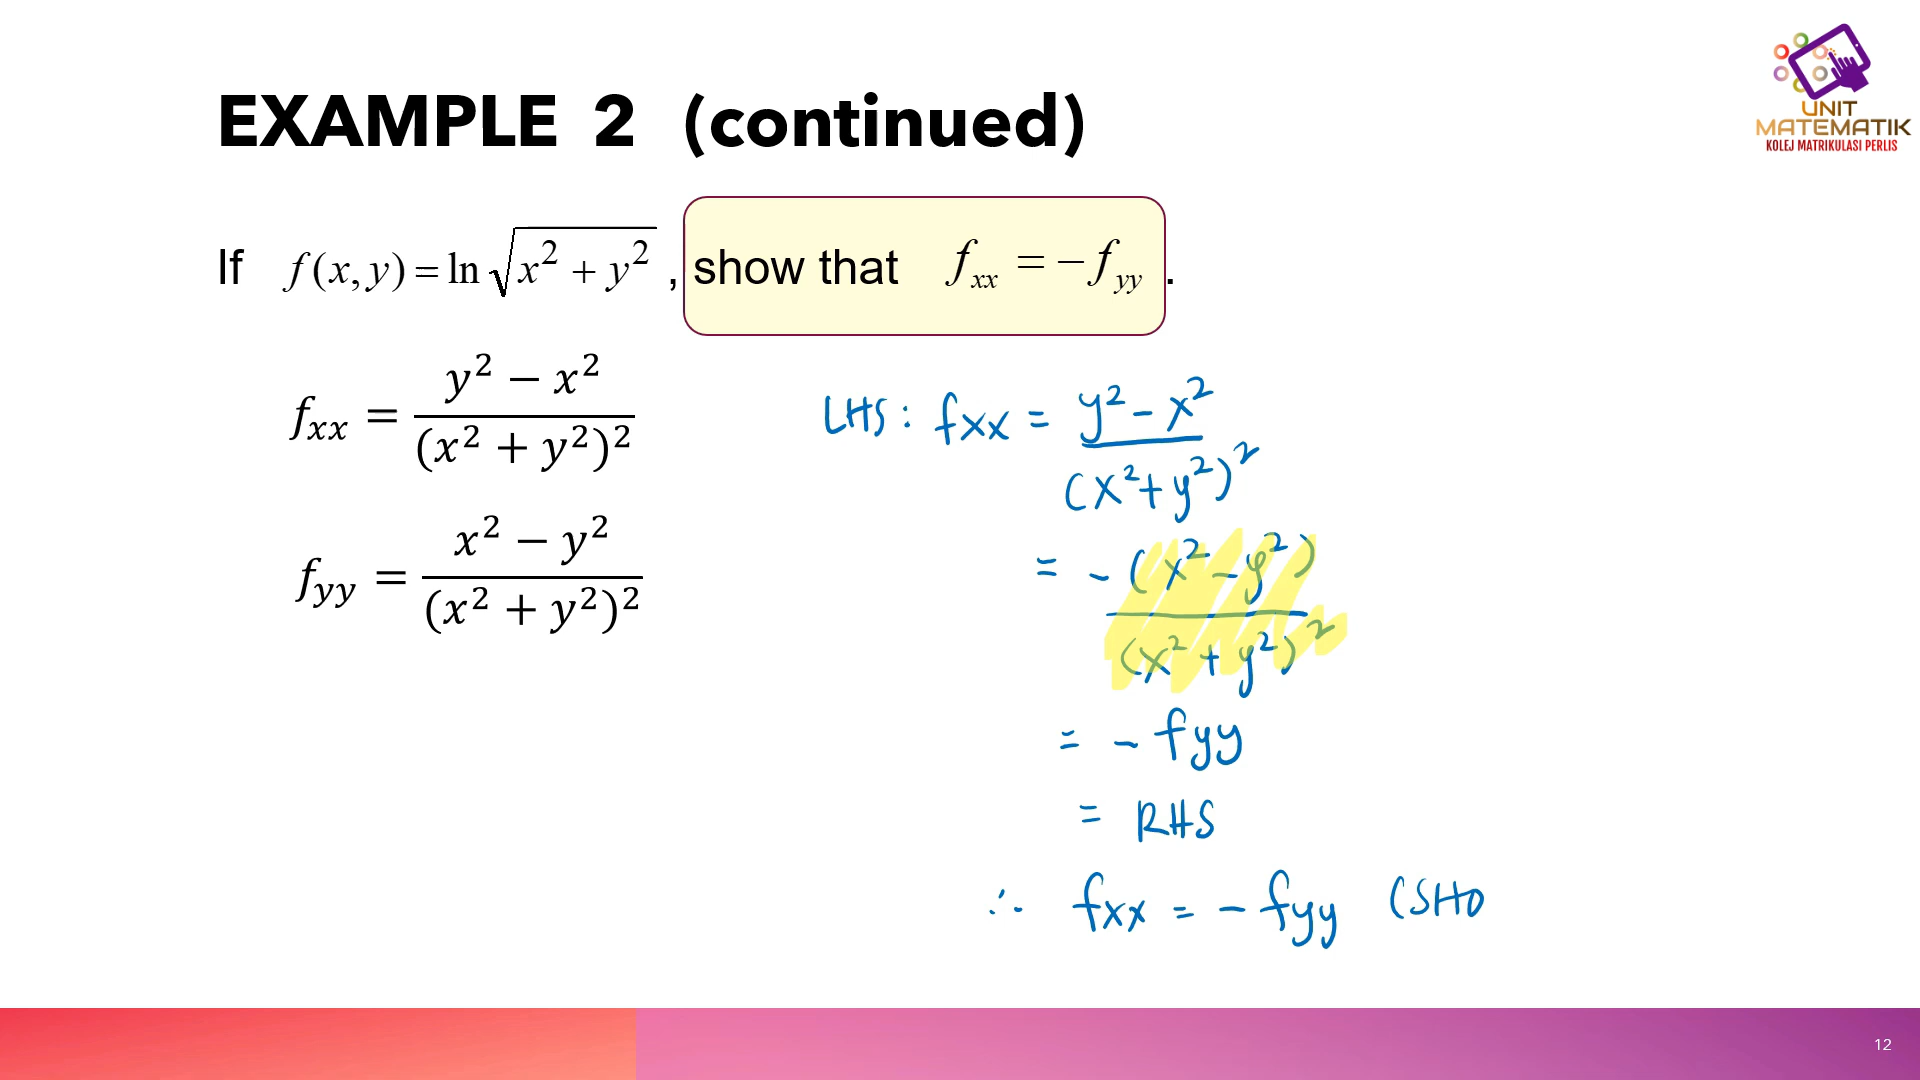 UNIT
MATEMATIK
KOLEJ MATRIKULASI PERLIS
EXAMPLE 2 (continued)
If f(x, y) = ln √(x² + y²) , show that f_xx = −f_yy .
f_xx = (y² − x²) / (x² + y²)²
f_yy = (x² − y²) / (x² + y²)²
LHS : fxx = (y² − x²) / (x² + y²)²
= − (x² − y²) / (x² + y²)²
= − fyy
= RHS
∴ fxx = − fyy (SHO
12